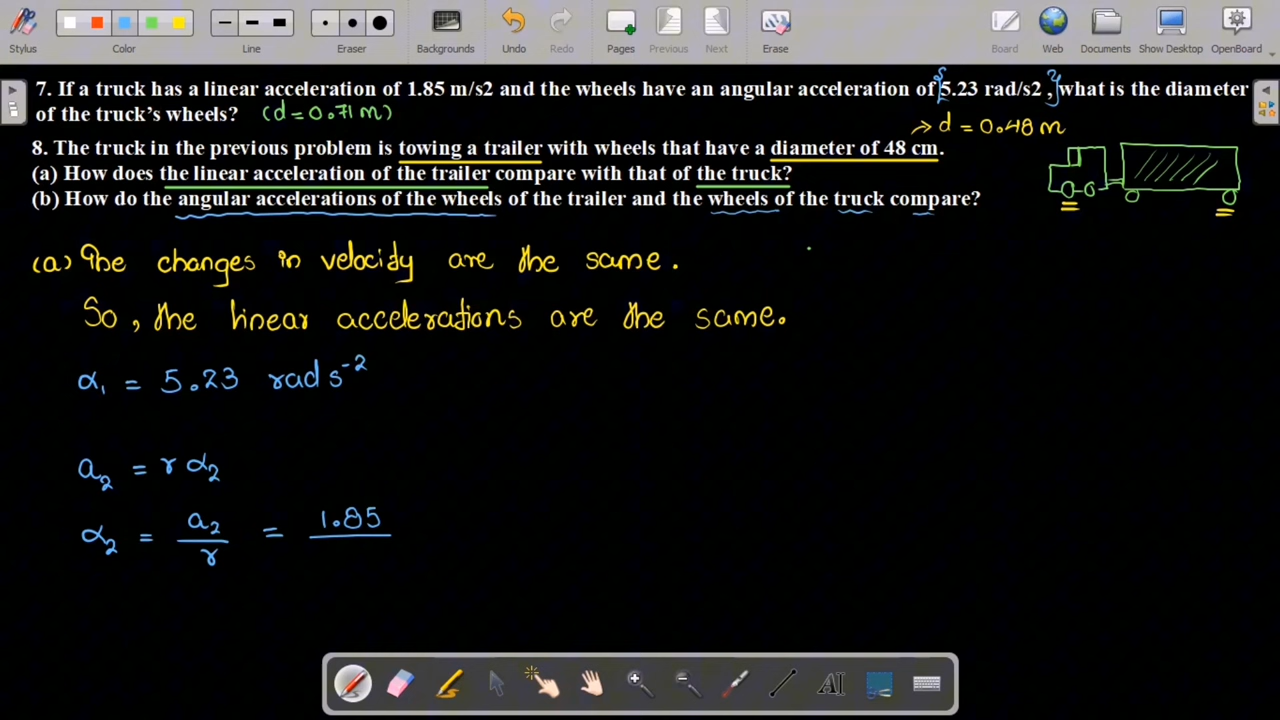 Stylus Color Line Eraser Backgrounds Undo Redo Pages Previous Next Erase Board Web Documents Show Desktop OpenBoard
7. If a truck has a linear acceleration of 1.85 m/s2 and the wheels have an angular acceleration of 5.23 rad/s2 , what is the diameter
of the truck's wheels? (d = 0.71 m)
→ d = 0.48 m
8. The truck in the previous problem is towing a trailer with wheels that have a diameter of 48 cm.
(a) How does the linear acceleration of the trailer compare with that of the truck?
(b) How do the angular accelerations of the wheels of the trailer and the wheels of the truck compare?
(a) The changes in velocity are the same.
So, the linear accelerations are the same.
α₁ = 5.23 rad s⁻²
a₂ = r α₂
α₂ = a₂/r = 1.85
AI